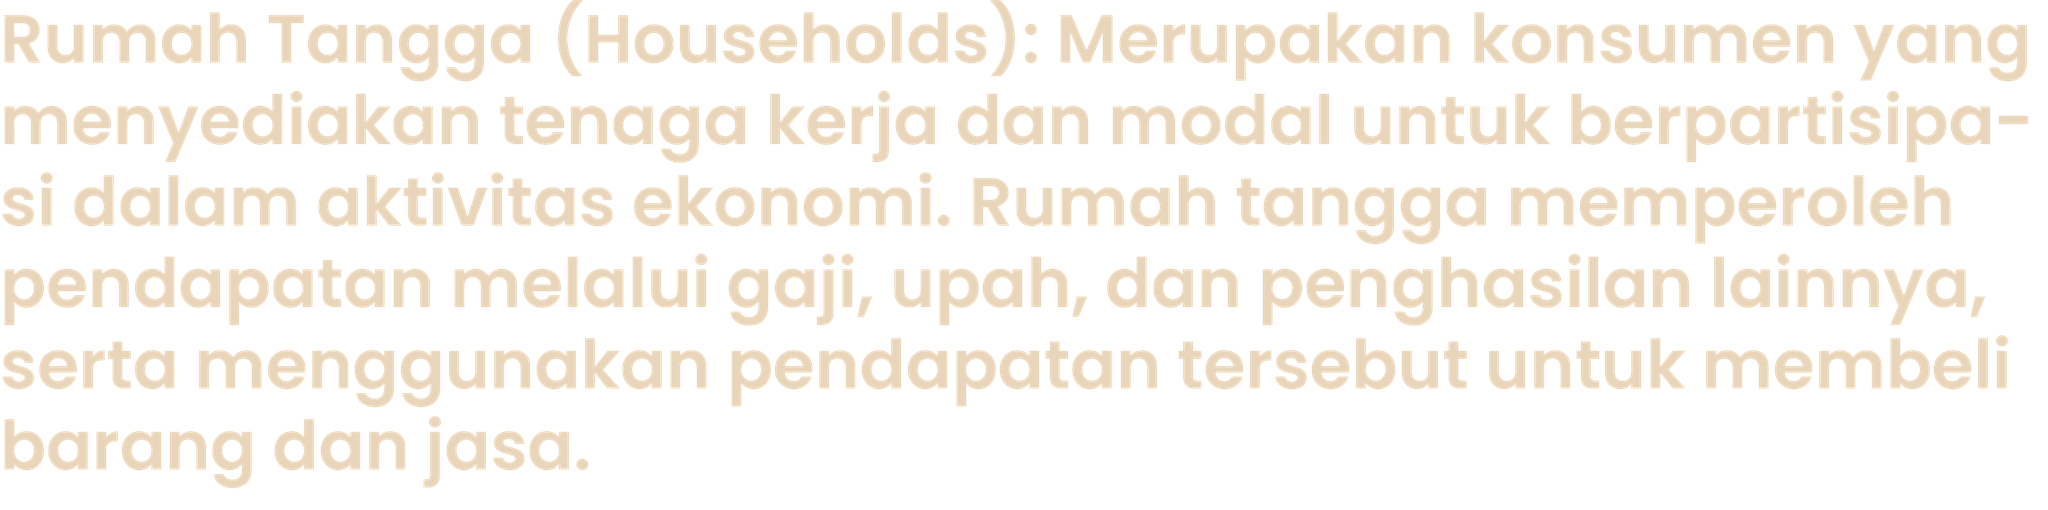 Rumah Tangga (Households): Merupakan konsumen yang
menyediakan tenaga kerja dan modal untuk berpartisipa-
si dalam aktivitas ekonomi. Rumah tangga memperoleh
pendapatan melalui gaji, upah, dan penghasilan lainnya,
serta menggunakan pendapatan tersebut untuk membeli
barang dan jasa.